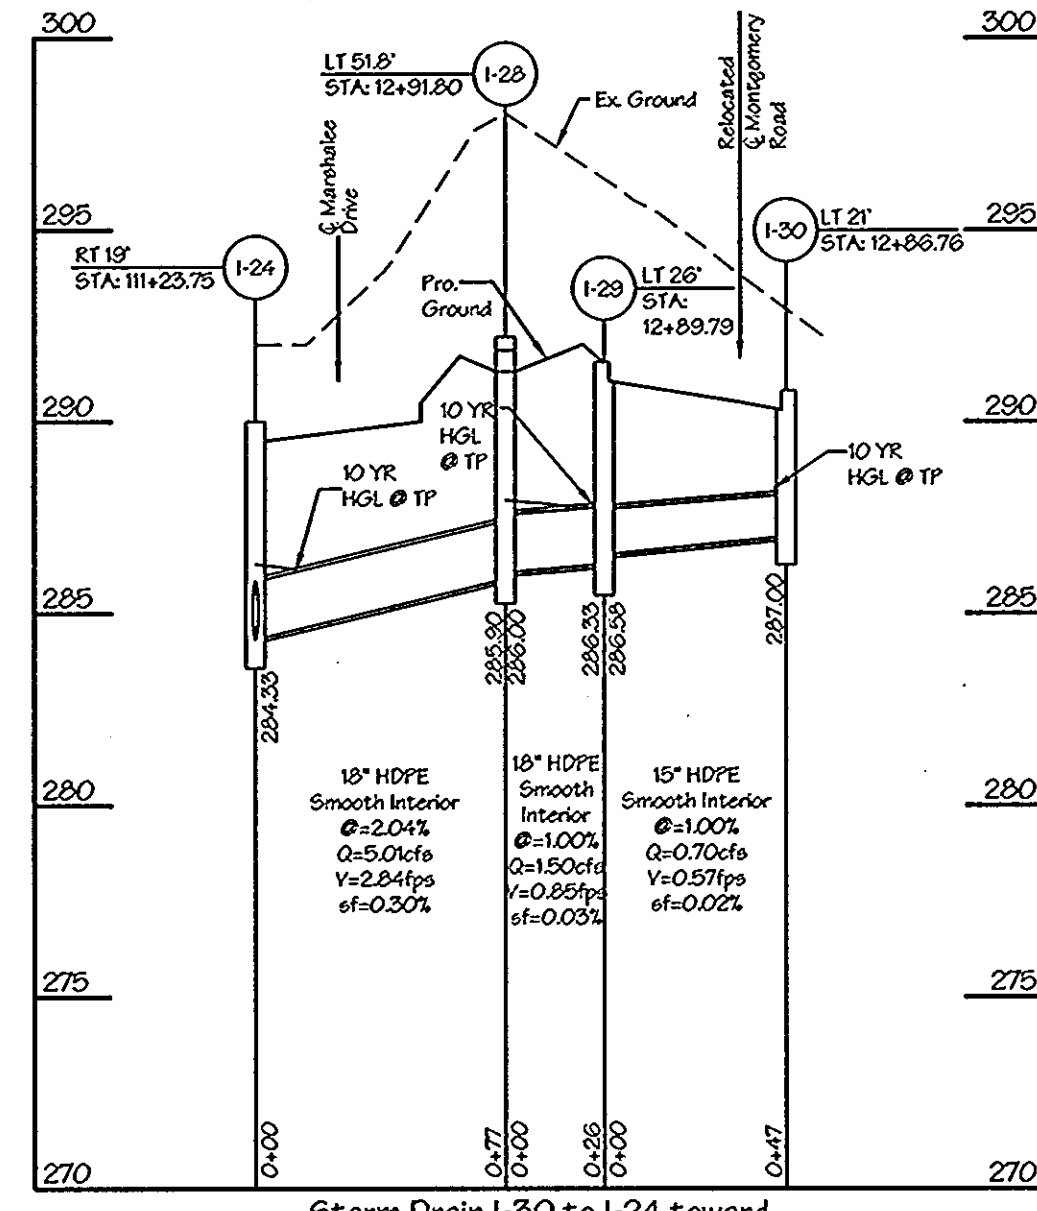 300
300
LT 51.8'
STA: 12+91.80
I-28
Ex. Ground
Relocated
℄ Montgomery
Road
℄ Marshalee
Drive
295
295
RT 19'
STA: 111+23.75
I-24
Pro.
Ground
I-29
LT 26'
STA:
12+89.79
I-30
LT 21'
STA: 12+86.76
290
290
10 YR
HGL
@ TP
10 YR
HGL @ TP
10 YR
HGL @ TP
285
285
284.33
285.90
286.00
286.33
286.58
287.00
280
280
18" HDPE
Smooth Interior
@=2.04%
Q=5.01cfs
V=2.84fps
sf=0.30%
18" HDPE
Smooth
Interior
@=1.00%
Q=1.50cfs
V=0.85fps
sf=0.03%
15" HDPE
Smooth Interior
@=1.00%
Q=0.70cfs
V=0.57fps
sf=0.02%
275
275
0+00
0+77
0+00
0+26
0+00
0+47
270
270
Storm Drain I-30 to I-24 toward